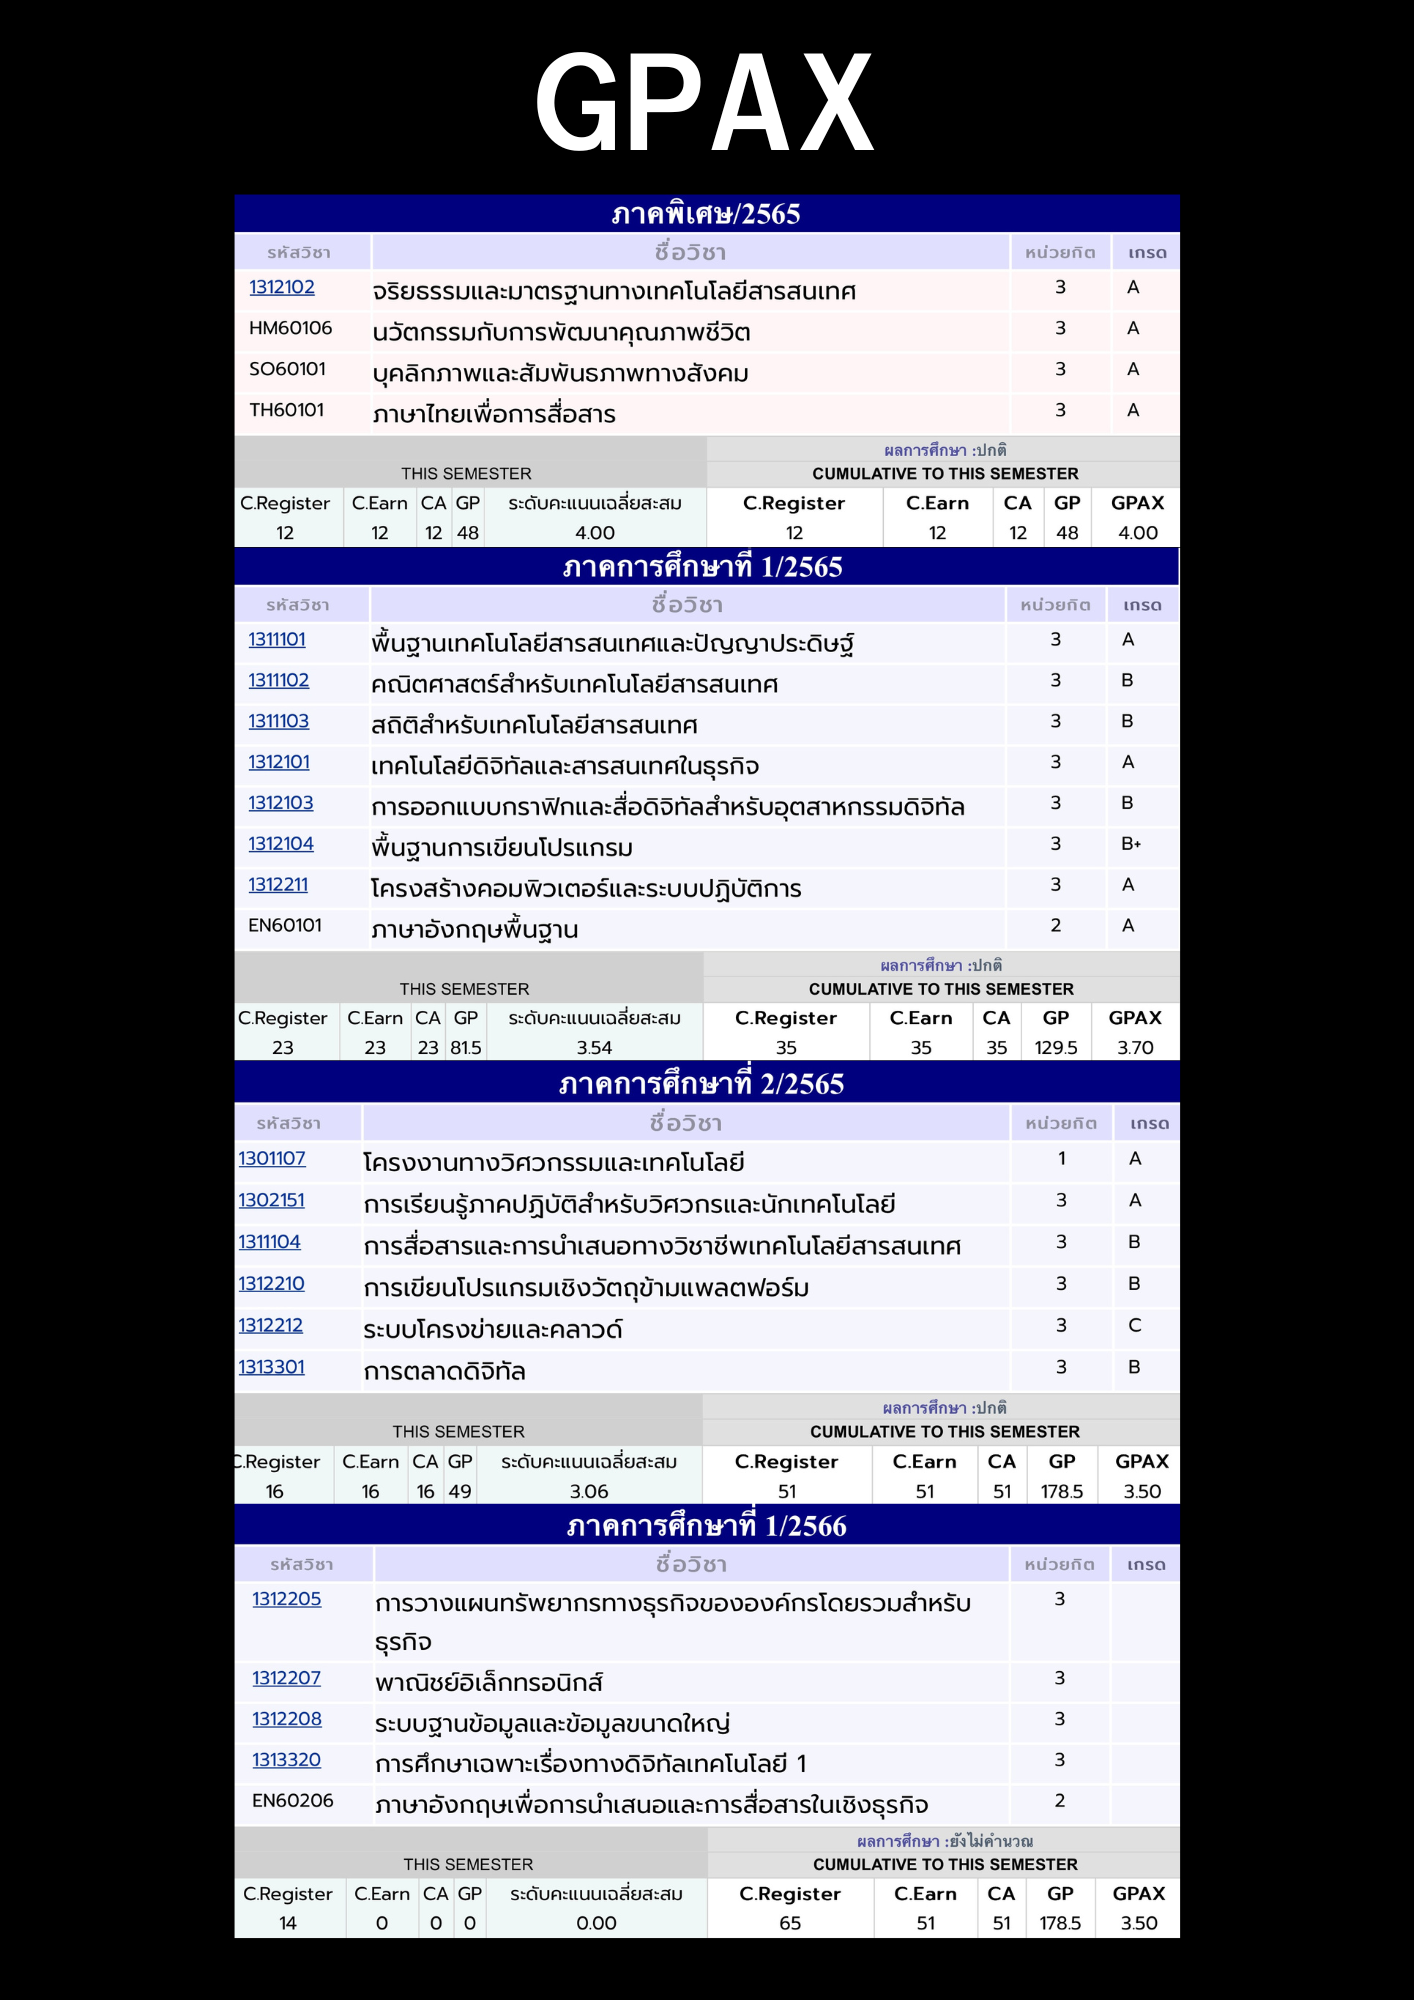 GPAX
ภาคพิเศษ/2565
รหัสวิชา ชื่อวิชา หน่วยกิต เกรด
1312102 จริยธรรมและมาตรฐานทางเทคโนโลยีสารสนเทศ 3 A
HM60106 นวัตกรรมกับการพัฒนาคุณภาพชีวิต 3 A
SO60101 บุคลิกภาพและสัมพันธภาพทางสังคม 3 A
TH60101 ภาษาไทยเพื่อการสื่อสาร 3 A
ผลการศึกษา :ปกติ
THIS SEMESTER CUMULATIVE TO THIS SEMESTER
C.Register C.Earn CA GP ระดับคะแนนเฉลี่ยสะสม C.Register C.Earn CA GP GPAX
12 12 12 48 4.00 12 12 12 48 4.00
ภาคการศึกษาที่ 1/2565
รหัสวิชา ชื่อวิชา หน่วยกิต เกรด
1311101 พื้นฐานเทคโนโลยีสารสนเทศและปัญญาประดิษฐ์ 3 A
1311102 คณิตศาสตร์สำหรับเทคโนโลยีสารสนเทศ 3 B
1311103 สถิติสำหรับเทคโนโลยีสารสนเทศ 3 B
1312101 เทคโนโลยีดิจิทัลและสารสนเทศในธุรกิจ 3 A
1312103 การออกแบบกราฟิกและสื่อดิจิทัลสำหรับอุตสาหกรรมดิจิทัล 3 B
1312104 พื้นฐานการเขียนโปรแกรม 3 B+
1312211 โครงสร้างคอมพิวเตอร์และระบบปฏิบัติการ 3 A
EN60101 ภาษาอังกฤษพื้นฐาน 2 A
ผลการศึกษา :ปกติ
THIS SEMESTER CUMULATIVE TO THIS SEMESTER
C.Register C.Earn CA GP ระดับคะแนนเฉลี่ยสะสม C.Register C.Earn CA GP GPAX
23 23 23 81.5 3.54 35 35 35 129.5 3.70
ภาคการศึกษาที่ 2/2565
รหัสวิชา ชื่อวิชา หน่วยกิต เกรด
1301107 โครงงานทางวิศวกรรมและเทคโนโลยี 1 A
1302151 การเรียนรู้ภาคปฏิบัติสำหรับวิศวกรและนักเทคโนโลยี 3 A
1311104 การสื่อสารและการนำเสนอทางวิชาชีพเทคโนโลยีสารสนเทศ 3 B
1312210 การเขียนโปรแกรมเชิงวัตถุข้ามแพลตฟอร์ม 3 B
1312212 ระบบโครงข่ายและคลาวด์ 3 C
1313301 การตลาดดิจิทัล 3 B
ผลการศึกษา :ปกติ
THIS SEMESTER CUMULATIVE TO THIS SEMESTER
C.Register C.Earn CA GP ระดับคะแนนเฉลี่ยสะสม C.Register C.Earn CA GP GPAX
16 16 16 49 3.06 51 51 51 178.5 3.50
ภาคการศึกษาที่ 1/2566
รหัสวิชา ชื่อวิชา หน่วยกิต เกรด
1312205 การวางแผนทรัพยากรทางธุรกิจขององค์กรโดยรวมสำหรับ 3
ธุรกิจ
1312207 พาณิชย์อิเล็กทรอนิกส์ 3
1312208 ระบบฐานข้อมูลและข้อมูลขนาดใหญ่ 3
1313320 การศึกษาเฉพาะเรื่องทางดิจิทัลเทคโนโลยี 1 3
EN60206 ภาษาอังกฤษเพื่อการนำเสนอและการสื่อสารในเชิงธุรกิจ 2
ผลการศึกษา :ยังไม่คำนวณ
THIS SEMESTER CUMULATIVE TO THIS SEMESTER
C.Register C.Earn CA GP ระดับคะแนนเฉลี่ยสะสม C.Register C.Earn CA GP GPAX
14 0 0 0 0.00 65 51 51 178.5 3.50